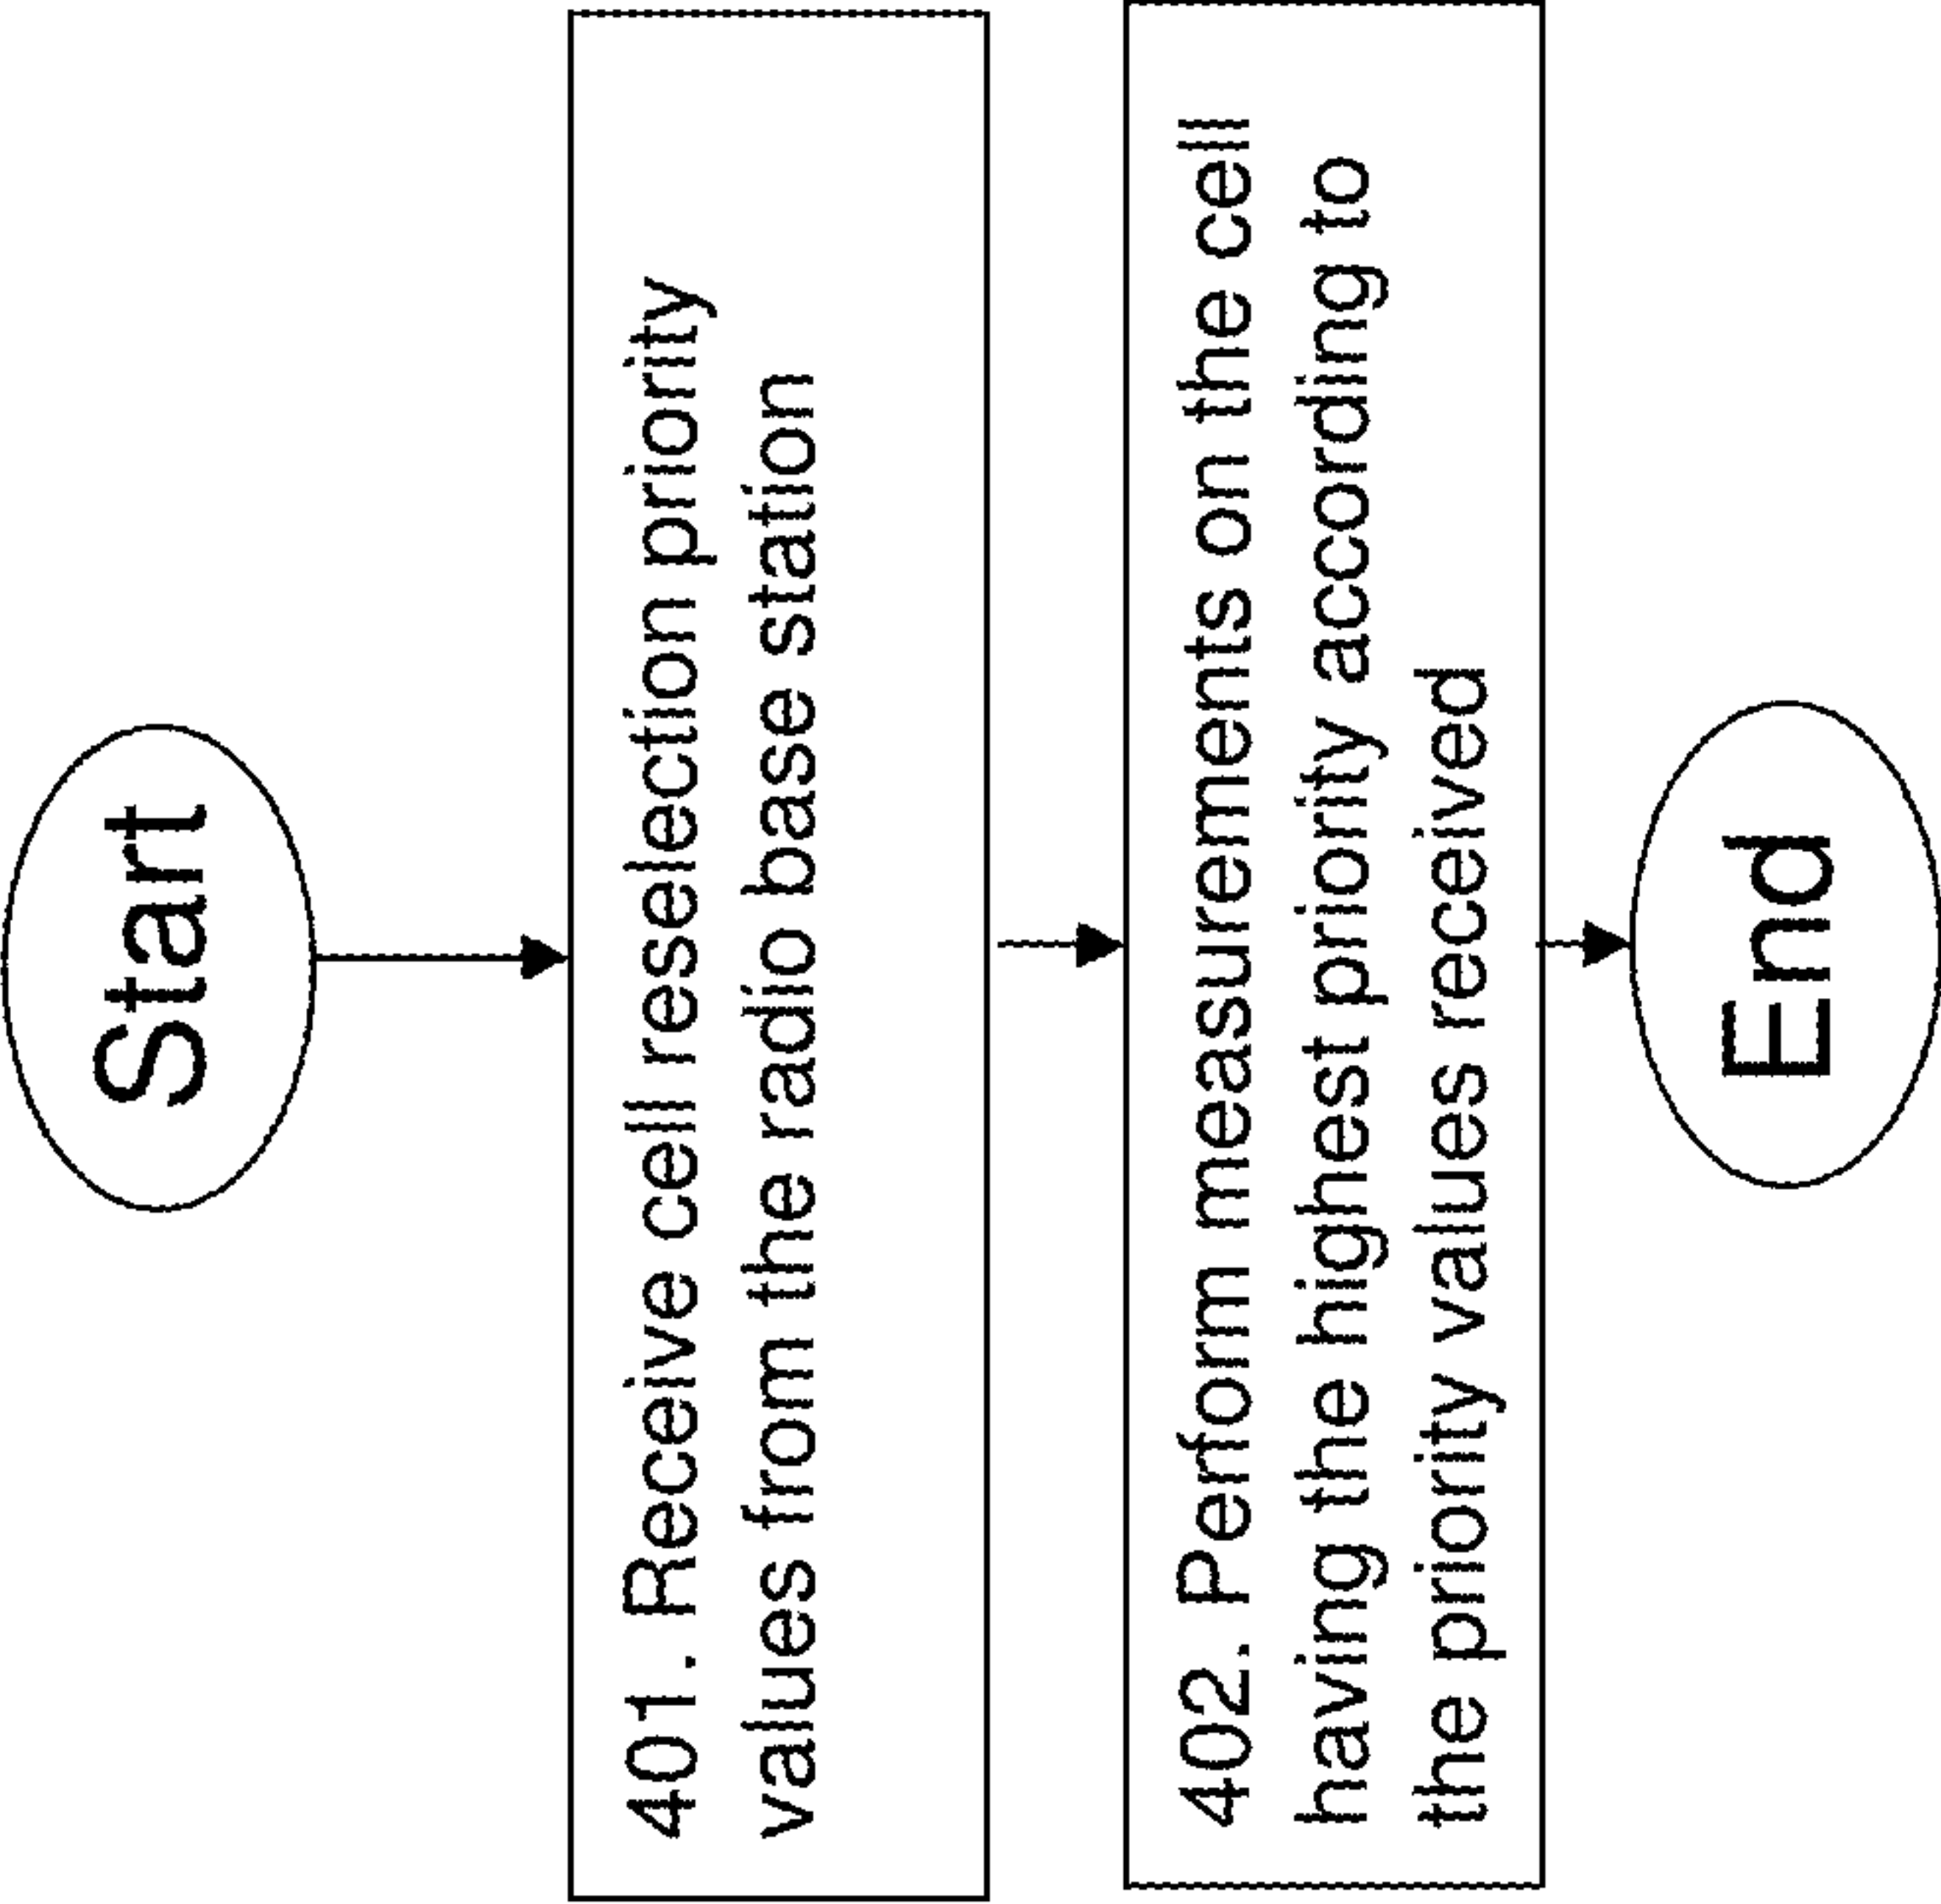 Start
401. Receive cell reselection priority
values from the radio base station
402. Perform measurements on the cell
having the highest priority according to
the priority values received
End